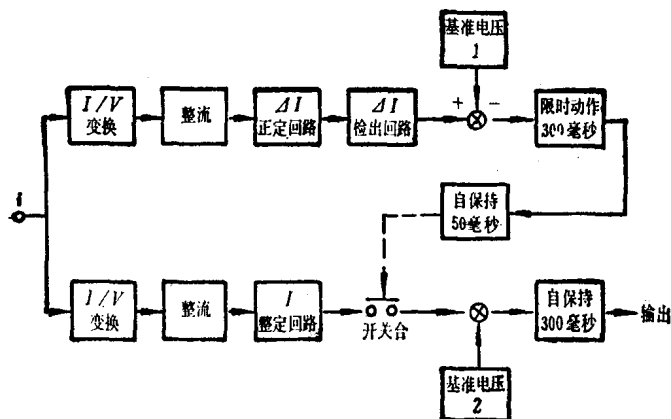 基准电压
1
I/V
变换
整流
ΔI
正定回路
ΔI
检出回路
+
−
限时动作
300毫秒
自保持
50毫秒
i
I/V
变换
整流
I
整定回路
开关合
自保持
300毫秒
输出
基准电压
2